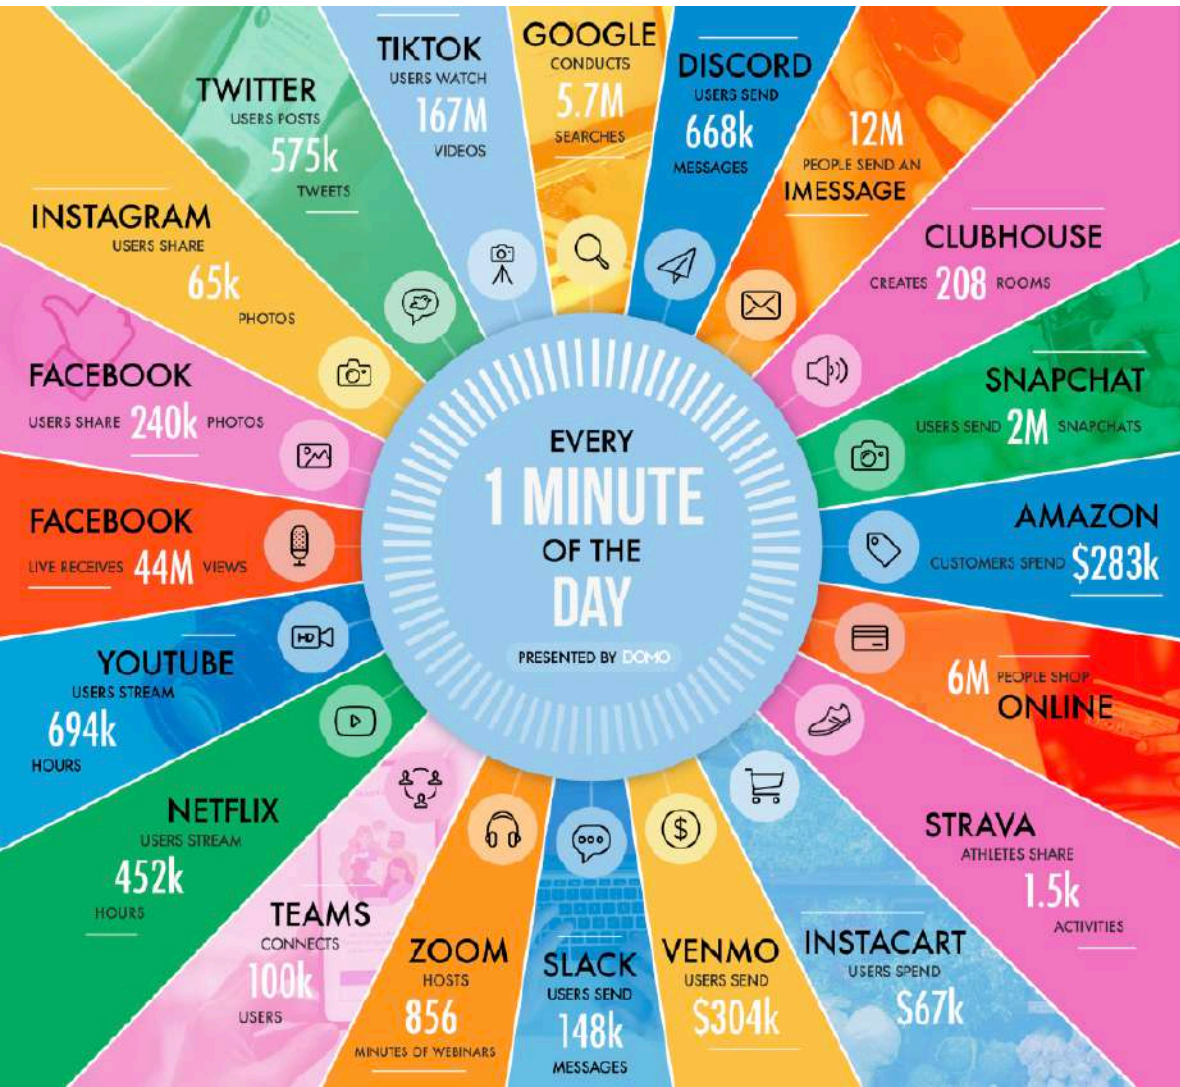 TIKTOK
USERS WATCH
167M
VIDEOS
GOOGLE
CONDUCTS
5.7M
SEARCHES
DISCORD
USERS SEND
668k
MESSAGES
12M
PEOPLE SEND AN
IMESSAGE
CLUBHOUSE
CREATES 208 ROOMS
SNAPCHAT
USERS SEND 2M SNAPCHATS
AMAZON
CUSTOMERS SPEND $283k
6M PEOPLE SHOP
ONLINE
STRAVA
ATHLETES SHARE
1.5k
ACTIVITIES
INSTACART
USERS SPEND
$67k
VENMO
USERS SEND
$304k
SLACK
USERS SEND
148k
MESSAGES
ZOOM
HOSTS
856
MINUTES OF WEBINARS
TEAMS
CONNECTS
100k
USERS
NETFLIX
USERS STREAM
452k
HOURS
YOUTUBE
USERS STREAM
694k
HOURS
FACEBOOK
LIVE RECEIVES 44M VIEWS
FACEBOOK
USERS SHARE 240k PHOTOS
INSTAGRAM
USERS SHARE
65k
PHOTOS
TWITTER
USERS POSTS
575k
TWEETS
EVERY
1 MINUTE
OF THE
DAY
PRESENTED BY DOMO
HD
$